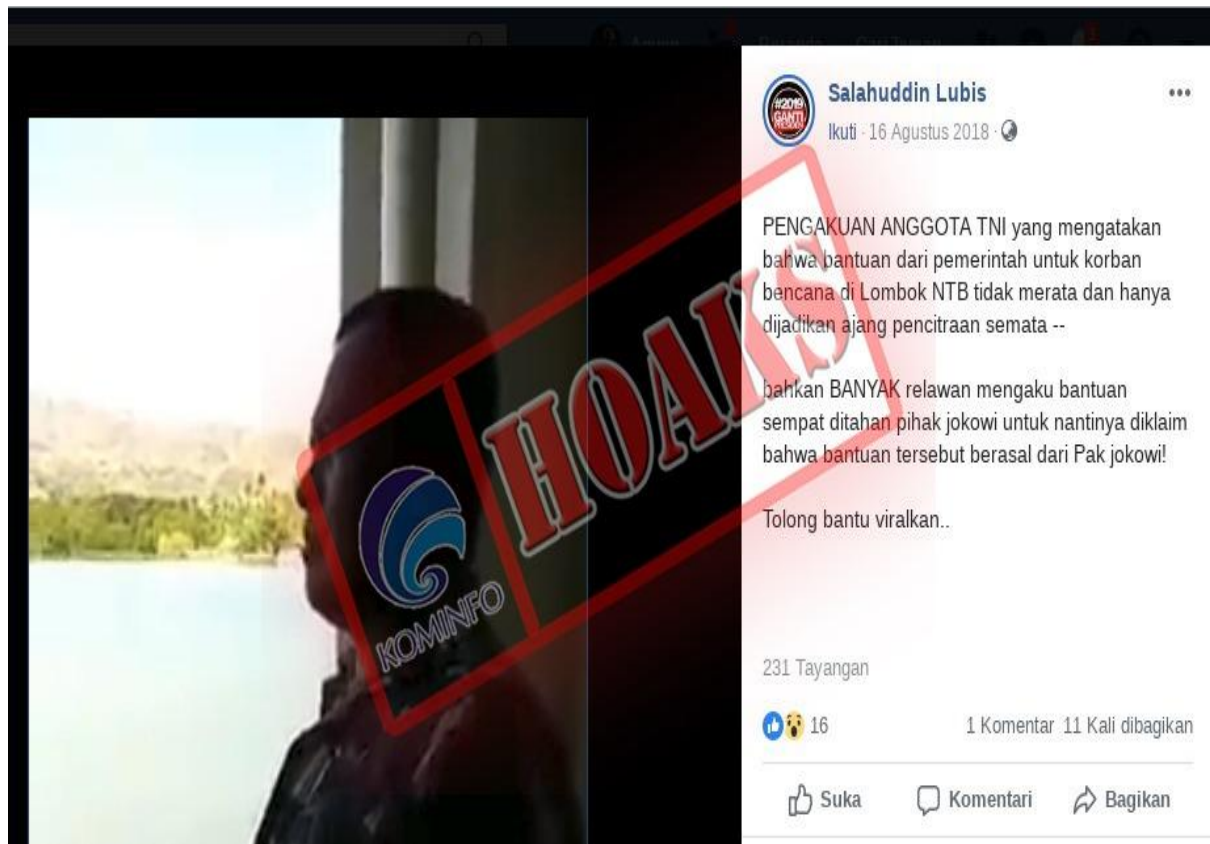 Salahuddin Lubis
#2019
GANTI
PRESIDEN
Ikuti · 16 Agustus 2018 ·
PENGAKUAN ANGGOTA TNI yang mengatakan
bahwa bantuan dari pemerintah untuk korban
bencana di Lombok NTB tidak merata dan hanya
dijadikan ajang pencitraan semata --
bahkan BANYAK relawan mengaku bantuan
sempat ditahan pihak jokowi untuk nantinya diklaim
bahwa bantuan tersebut berasal dari Pak jokowi!
Tolong bantu viralkan..
KOMINFO
HOAKS
231 Tayangan
16
1 Komentar 11 Kali dibagikan
Suka Komentari Bagikan